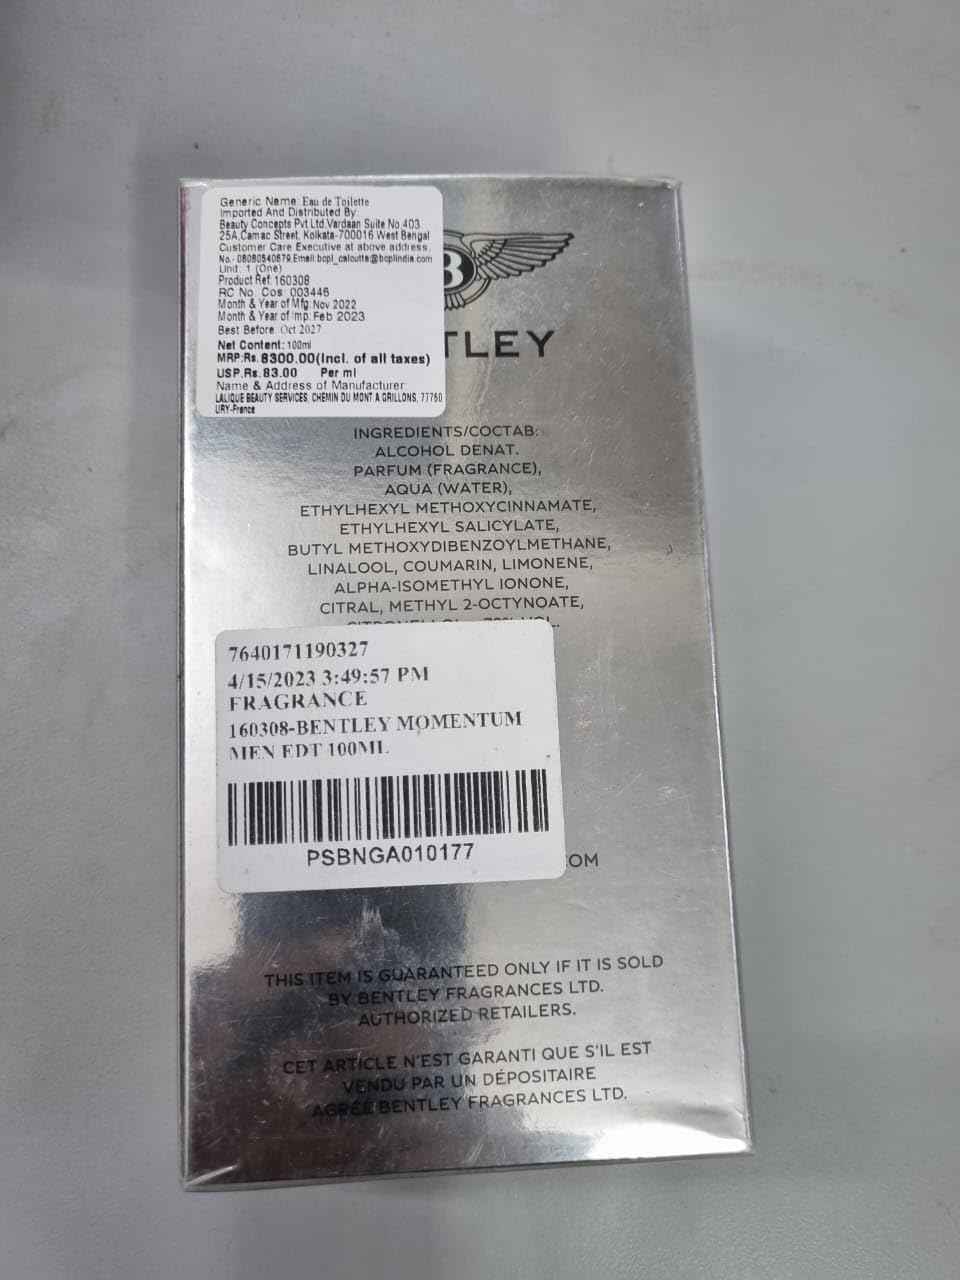 Generic Name: Eau de Toilette
Imported And Distributed By:
Beauty Concepts Pvt Ltd.Vardaan Suite No.403
25A,Camac Street, Kolkata-700016 West Bengal
Customer Care Executive at above address.
No.- 08080540679,Email:bcpl_calcutta@bcplindia.com
Unit: 1 (One)
Product Ref:160308
RC No. Cos 003446
Month & Year of Mfg:Nov 2022
Month & Year of Imp:Feb 2023
Best Before: Oct 2027
Net Content: 100ml
MRP:Rs.8300.00(Incl. of all taxes)
USP.Rs.83.00 Per ml
Name & Address of Manufacturer
LALIQUE BEAUTY SERVICES, CHEMIN DU MONT A GRILLONS, 77750
URY-France
B
TLEY
INGREDIENTS/СОСТАВ:
ALCOHOL DENAT.
PARFUM (FRAGRANCE),
AQUA (WATER),
ETHYLHEXYL METHOXYCINNAMATE,
ETHYLHEXYL SALICYLATE,
BUTYL METHOXYDIBENZOYLMETHANE,
LINALOOL, COUMARIN, LIMONENE,
ALPHA-ISOMETHYL IONONE,
CITRAL, METHYL 2-OCTYNOATE,
7640171190327
4/15/2023 3:49:57 PM
FRAGRANCE
160308-BENTLEY MOMENTUM
MEN EDT 100ML
PSBNGA010177
.COM
THIS ITEM IS GUARANTEED ONLY IF IT IS SOLD
BY BENTLEY FRAGRANCES LTD.
AUTHORIZED RETAILERS.
CET ARTICLE N'EST GARANTI QUE S'IL EST
VENDU PAR UN DÉPOSITAIRE
AGRÉÉ BENTLEY FRAGRANCES LTD.